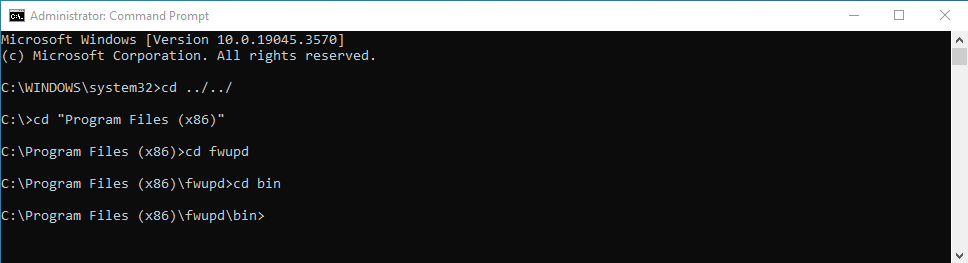 Administrator: Command Prompt
Microsoft Windows [Version 10.0.19045.3570]
(c) Microsoft Corporation. All rights reserved.
C:\WINDOWS\system32>cd ../../
C:\>cd "Program Files (x86)"
C:\Program Files (x86)>cd fwupd
C:\Program Files (x86)\fwupd>cd bin
C:\Program Files (x86)\fwupd\bin>